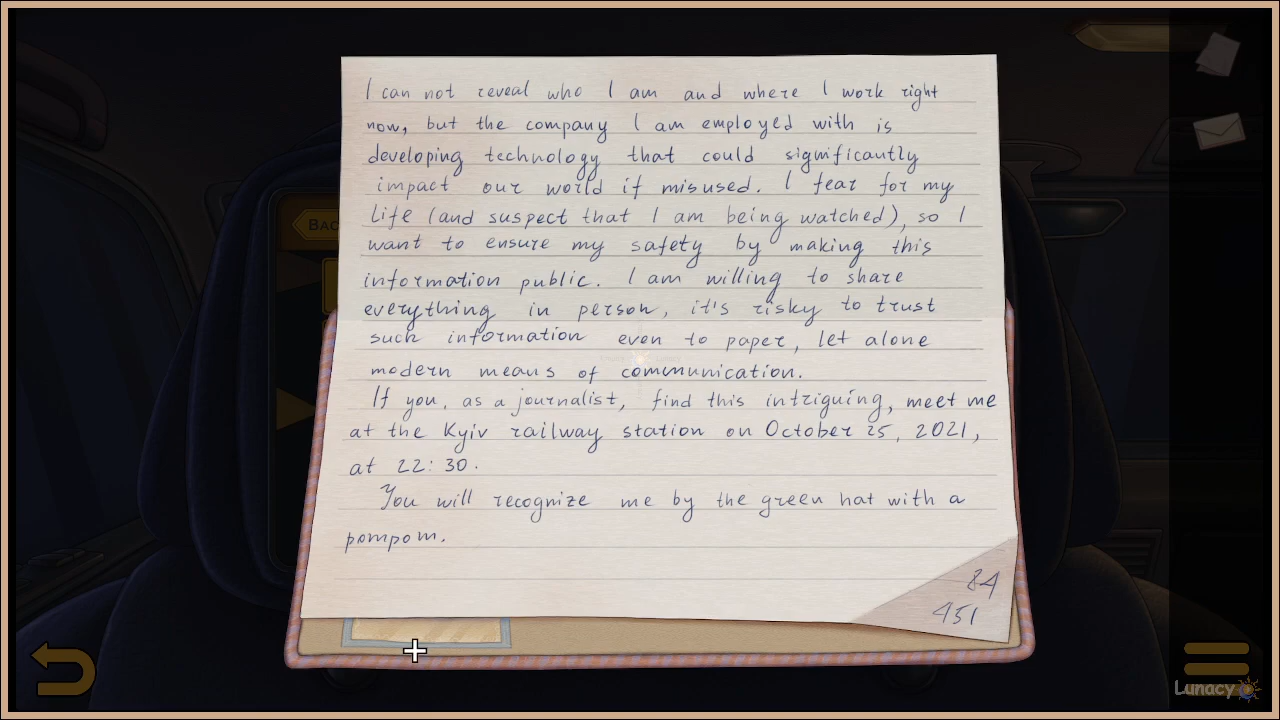 I can not reveal who I am and where I work right
now, but the company I am employed with is
developing technology that could significantly
impact our world if misused. I fear for my
life (and suspect that I am being watched), so I
want to ensure my safety by making this
information public. I am willing to share
everything in person, it's risky to trust
such information even to paper, let alone
modern means of communication.
If you, as a journalist, find this intriguing, meet me
at the Kyiv railway station on October 25, 2021,
at 22:30.
You will recognize me by the green hat with a
pompom.
84
451
BAC
Lunacy